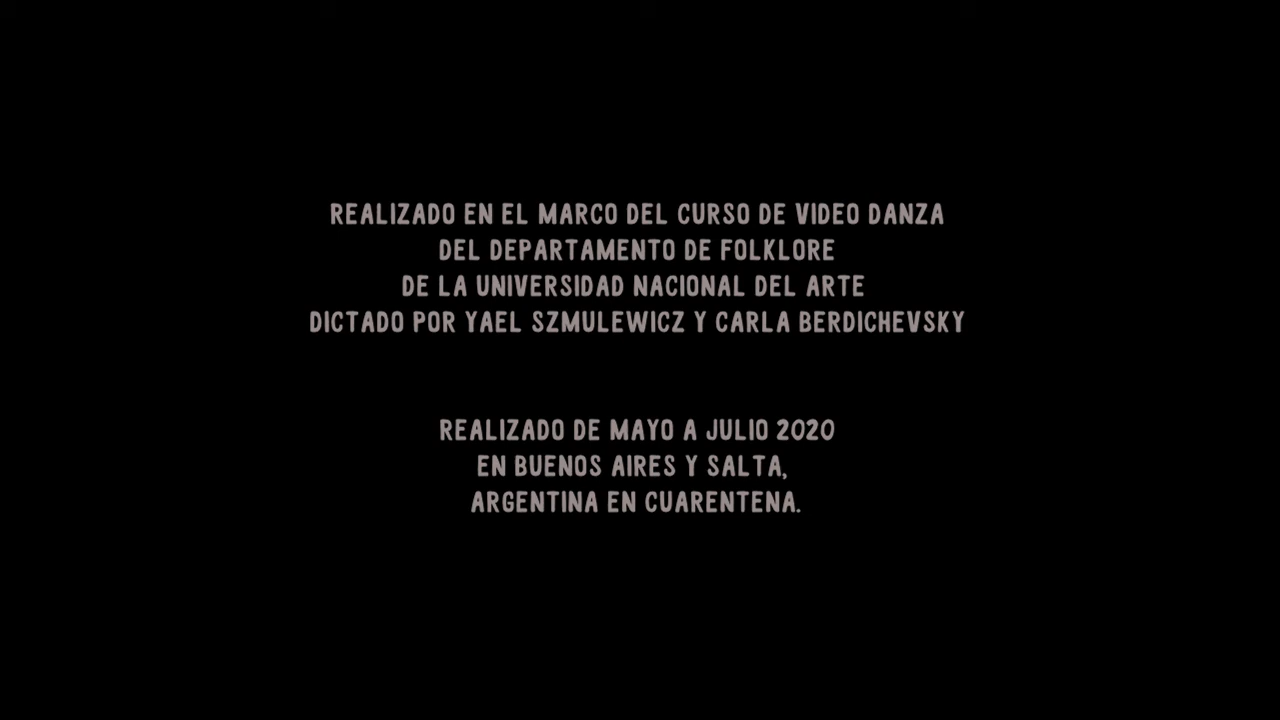 REALIZADO EN EL MARCO DEL CURSO DE VIDEO DANZA
DEL DEPARTAMENTO DE FOLKLORE
DE LA UNIVERSIDAD NACIONAL DEL ARTE
DICTADO POR YAEL SZMULEWICZ Y CARLA BERDICHEVSKY
REALIZADO DE MAYO A JULIO 2020
EN BUENOS AIRES Y SALTA,
ARGENTINA EN CUARENTENA.